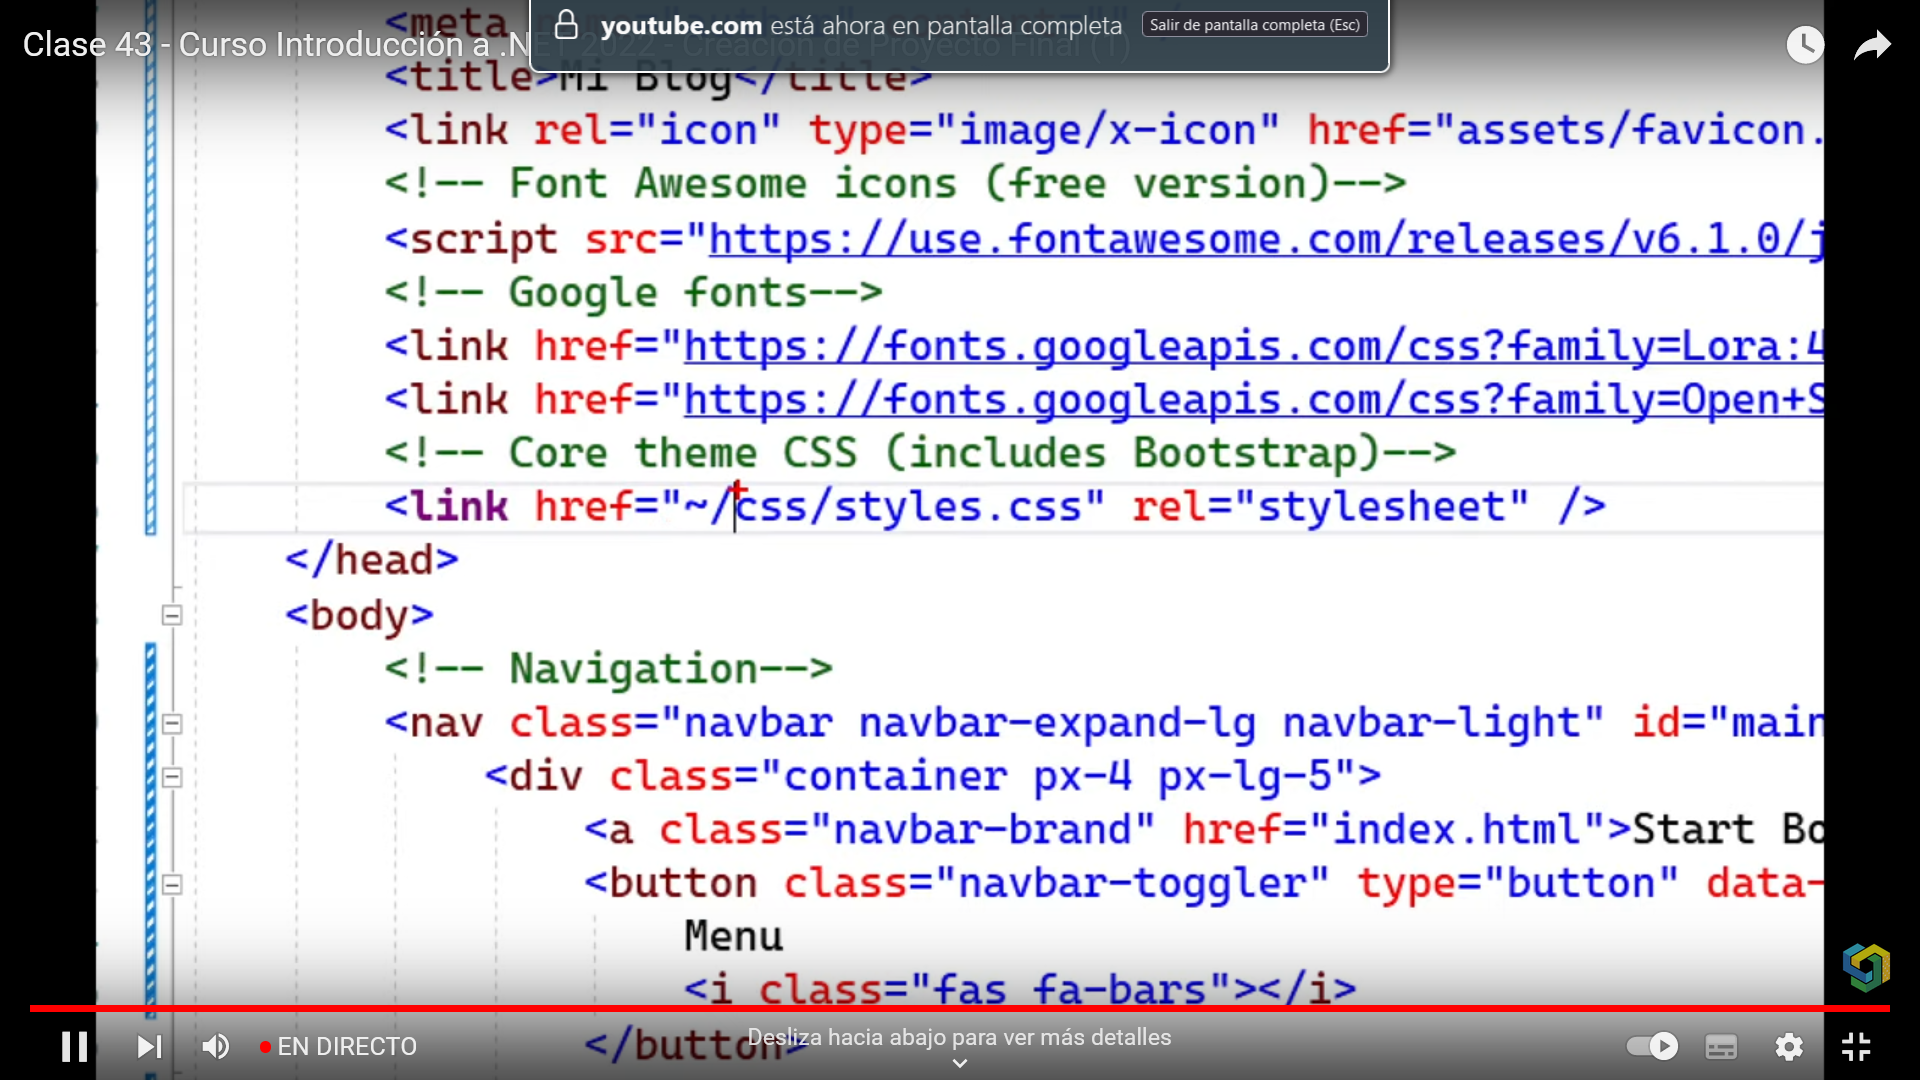 <meta
youtube.com está ahora en pantalla completa Salir de pantalla completa (Esc)
Clase 43 - Curso Introducción a .NET 2022 - Creación de Proyecto Final (1)
<title>Mi Blog</title>
<link rel="icon" type="image/x-icon" href="assets/favicon.
<!-- Font Awesome icons (free version)-->
<script src="https://use.fontawesome.com/releases/v6.1.0/j
<!-- Google fonts-->
<link href="https://fonts.googleapis.com/css?family=Lora:4
<link href="https://fonts.googleapis.com/css?family=Open+S
<!-- Core theme CSS (includes Bootstrap)-->
<link href="~/css/styles.css" rel="stylesheet" />
</head>
<body>
<!-- Navigation-->
<nav class="navbar navbar-expand-lg navbar-light" id="main
<div class="container px-4 px-lg-5">
<a class="navbar-brand" href="index.html">Start Bo
<button class="navbar-toggler" type="button" data-
Menu
<i class="fas fa-bars"></i>
</button>
EN DIRECTO
Desliza hacia abajo para ver más detalles